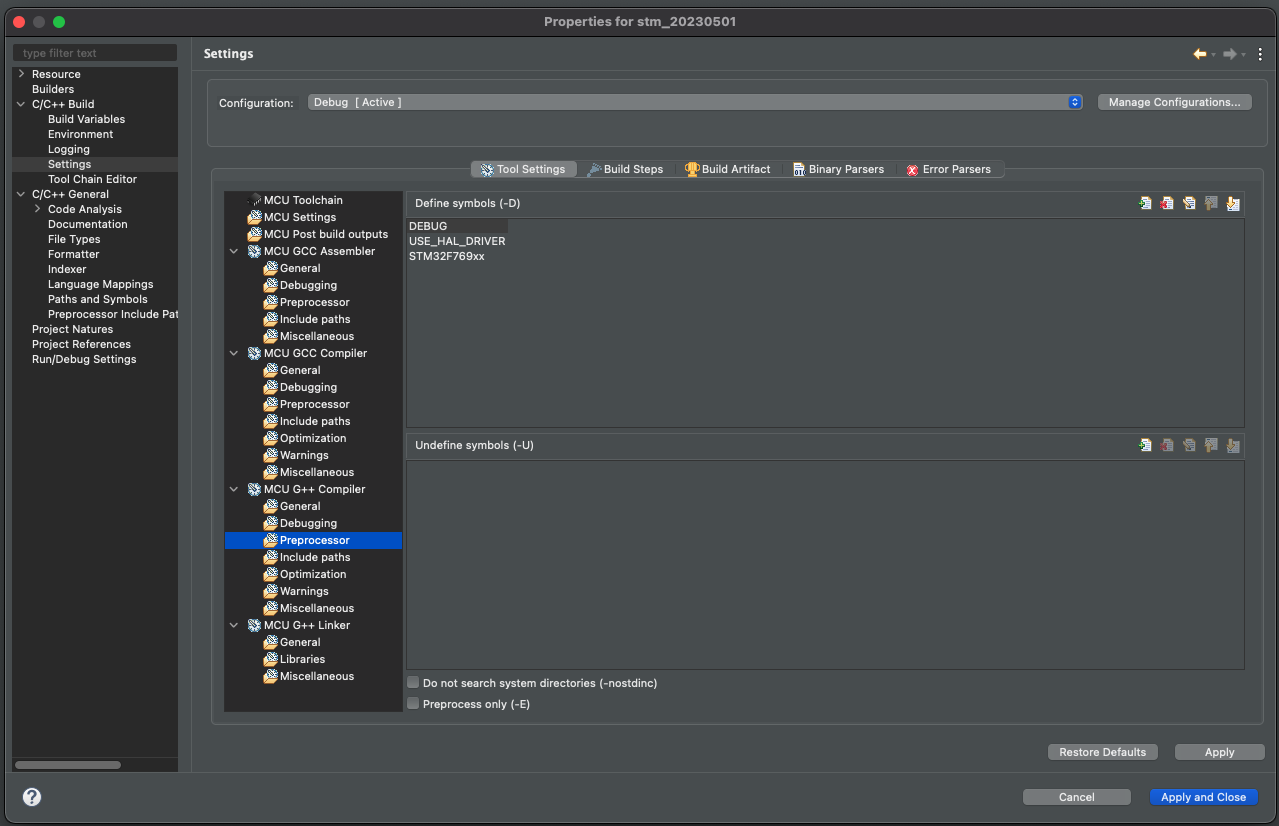 Properties for stm_20230501
type filter text
Resource
Builders
C/C++ Build
Build Variables
Environment
Logging
Settings
Tool Chain Editor
C/C++ General
Code Analysis
Documentation
File Types
Formatter
Indexer
Language Mappings
Paths and Symbols
Preprocessor Include Pat
Project Natures
Project References
Run/Debug Settings
Settings
Configuration:
Debug [ Active ]
Manage Configurations...
Tool Settings
Build Steps
Build Artifact
Binary Parsers
Error Parsers
MCU Toolchain
MCU Settings
MCU Post build outputs
MCU GCC Assembler
General
Debugging
Preprocessor
Include paths
Miscellaneous
MCU GCC Compiler
General
Debugging
Preprocessor
Include paths
Optimization
Warnings
Miscellaneous
MCU G++ Compiler
General
Debugging
Preprocessor
Include paths
Optimization
Warnings
Miscellaneous
MCU G++ Linker
General
Libraries
Miscellaneous
Define symbols (-D)
DEBUG
USE_HAL_DRIVER
STM32F769xx
Undefine symbols (-U)
Do not search system directories (-nostdinc)
Preprocess only (-E)
Restore Defaults
Apply
?
Cancel
Apply and Close